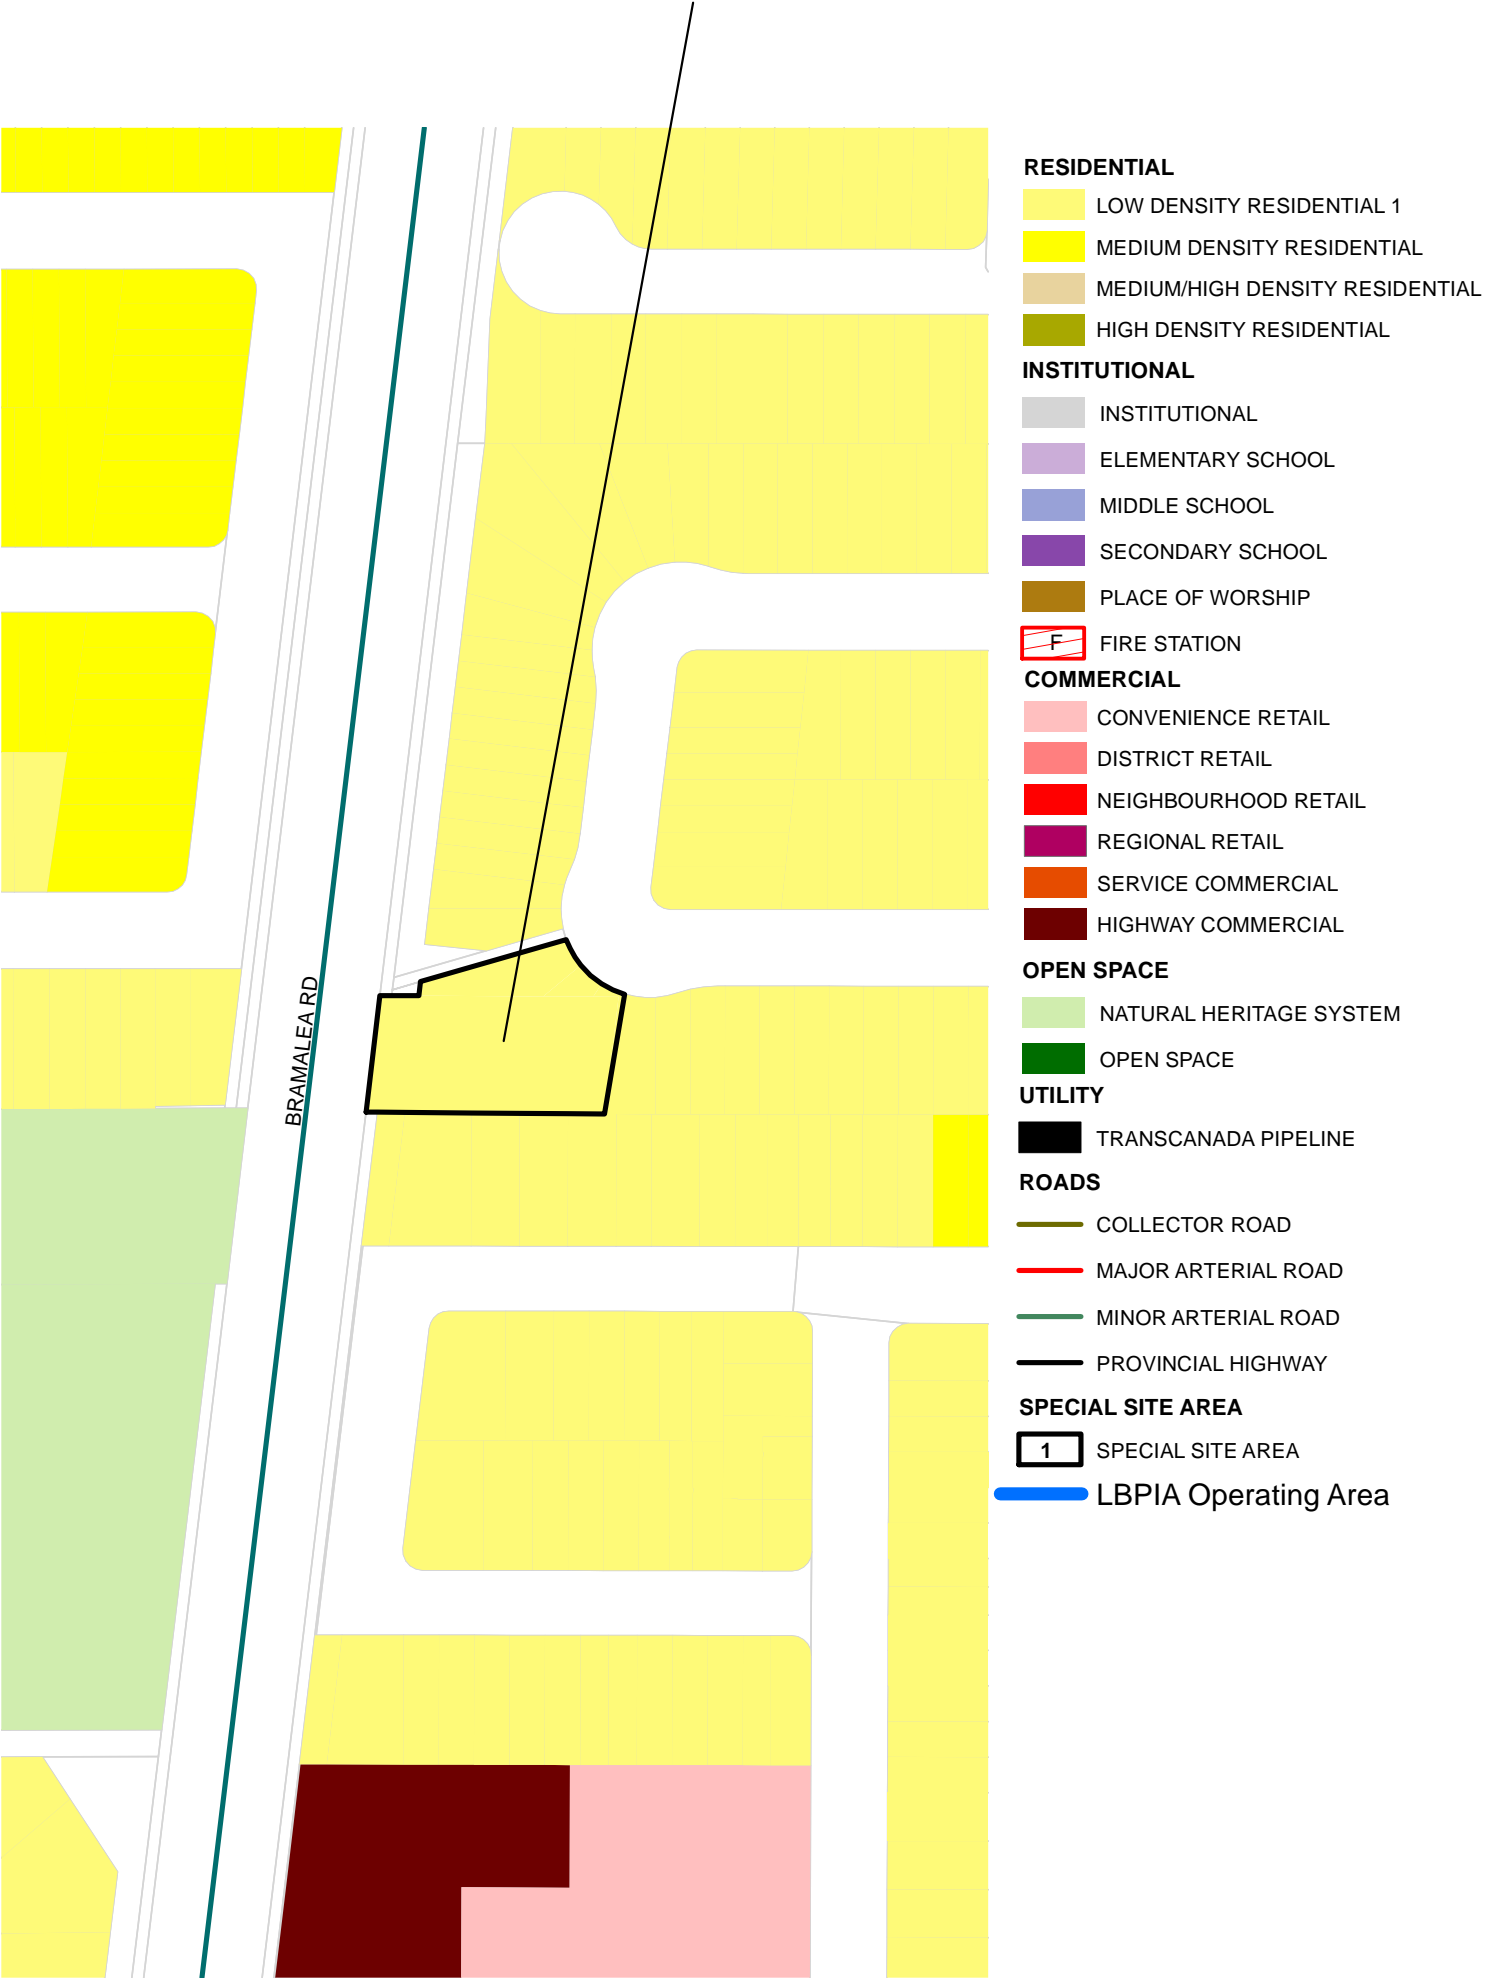 BRAMALEA RD
RESIDENTIAL
LOW DENSITY RESIDENTIAL 1
MEDIUM DENSITY RESIDENTIAL
MEDIUM/HIGH DENSITY RESIDENTIAL
HIGH DENSITY RESIDENTIAL
INSTITUTIONAL
INSTITUTIONAL
ELEMENTARY SCHOOL
MIDDLE SCHOOL
SECONDARY SCHOOL
PLACE OF WORSHIP
F FIRE STATION
COMMERCIAL
CONVENIENCE RETAIL
DISTRICT RETAIL
NEIGHBOURHOOD RETAIL
REGIONAL RETAIL
SERVICE COMMERCIAL
HIGHWAY COMMERCIAL
OPEN SPACE
NATURAL HERITAGE SYSTEM
OPEN SPACE
UTILITY
TRANSCANADA PIPELINE
ROADS
COLLECTOR ROAD
MAJOR ARTERIAL ROAD
MINOR ARTERIAL ROAD
PROVINCIAL HIGHWAY
SPECIAL SITE AREA
1 SPECIAL SITE AREA
LBPIA Operating Area